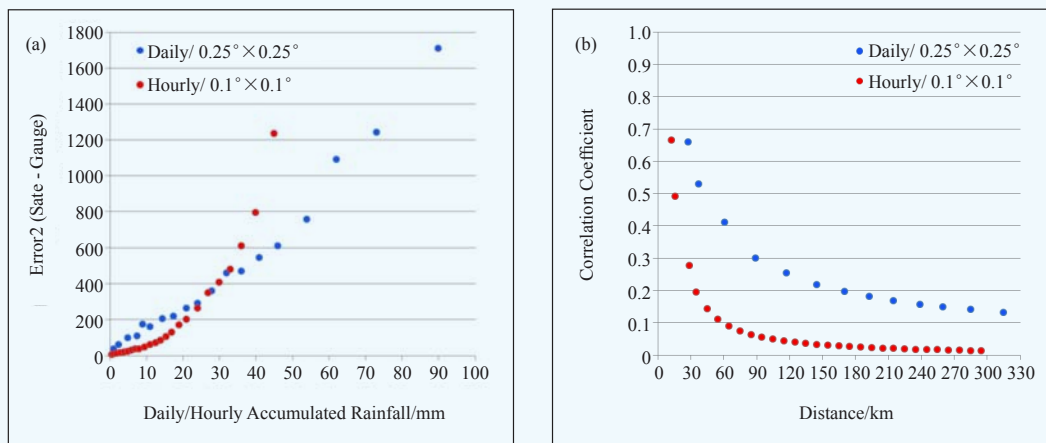 (a)
1800
1600
1400
1200
1000
800
600
400
200
0
Error2 (Sate - Gauge)
Daily/ 0.25°×0.25°
Hourly/ 0.1°×0.1°
0 10 20 30 40 50 60 70 80 90 100
Daily/Hourly Accumulated Rainfall/mm
(b)
1.0
0.9
0.8
0.7
0.6
0.5
0.4
0.3
0.2
0.1
0
Correlation Coefficient
Daily/ 0.25°×0.25°
Hourly/ 0.1°×0.1°
0 30 60 90 120 150 180 210 240 270 300 330
Distance/km